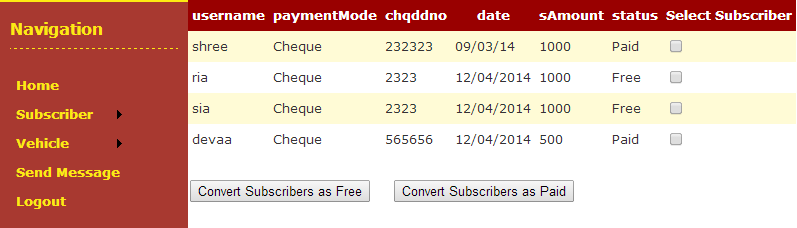 Navigation
Home
Subscriber
Vehicle
Send Message
Logout
username paymentMode chqddno date sAmount status Select Subscriber
shree Cheque 232323 09/03/14 1000 Paid
ria Cheque 2323 12/04/2014 1000 Free
sia Cheque 2323 12/04/2014 1000 Free
devaa Cheque 565656 12/04/2014 500 Paid
Convert Subscribers as Free Convert Subscribers as Paid